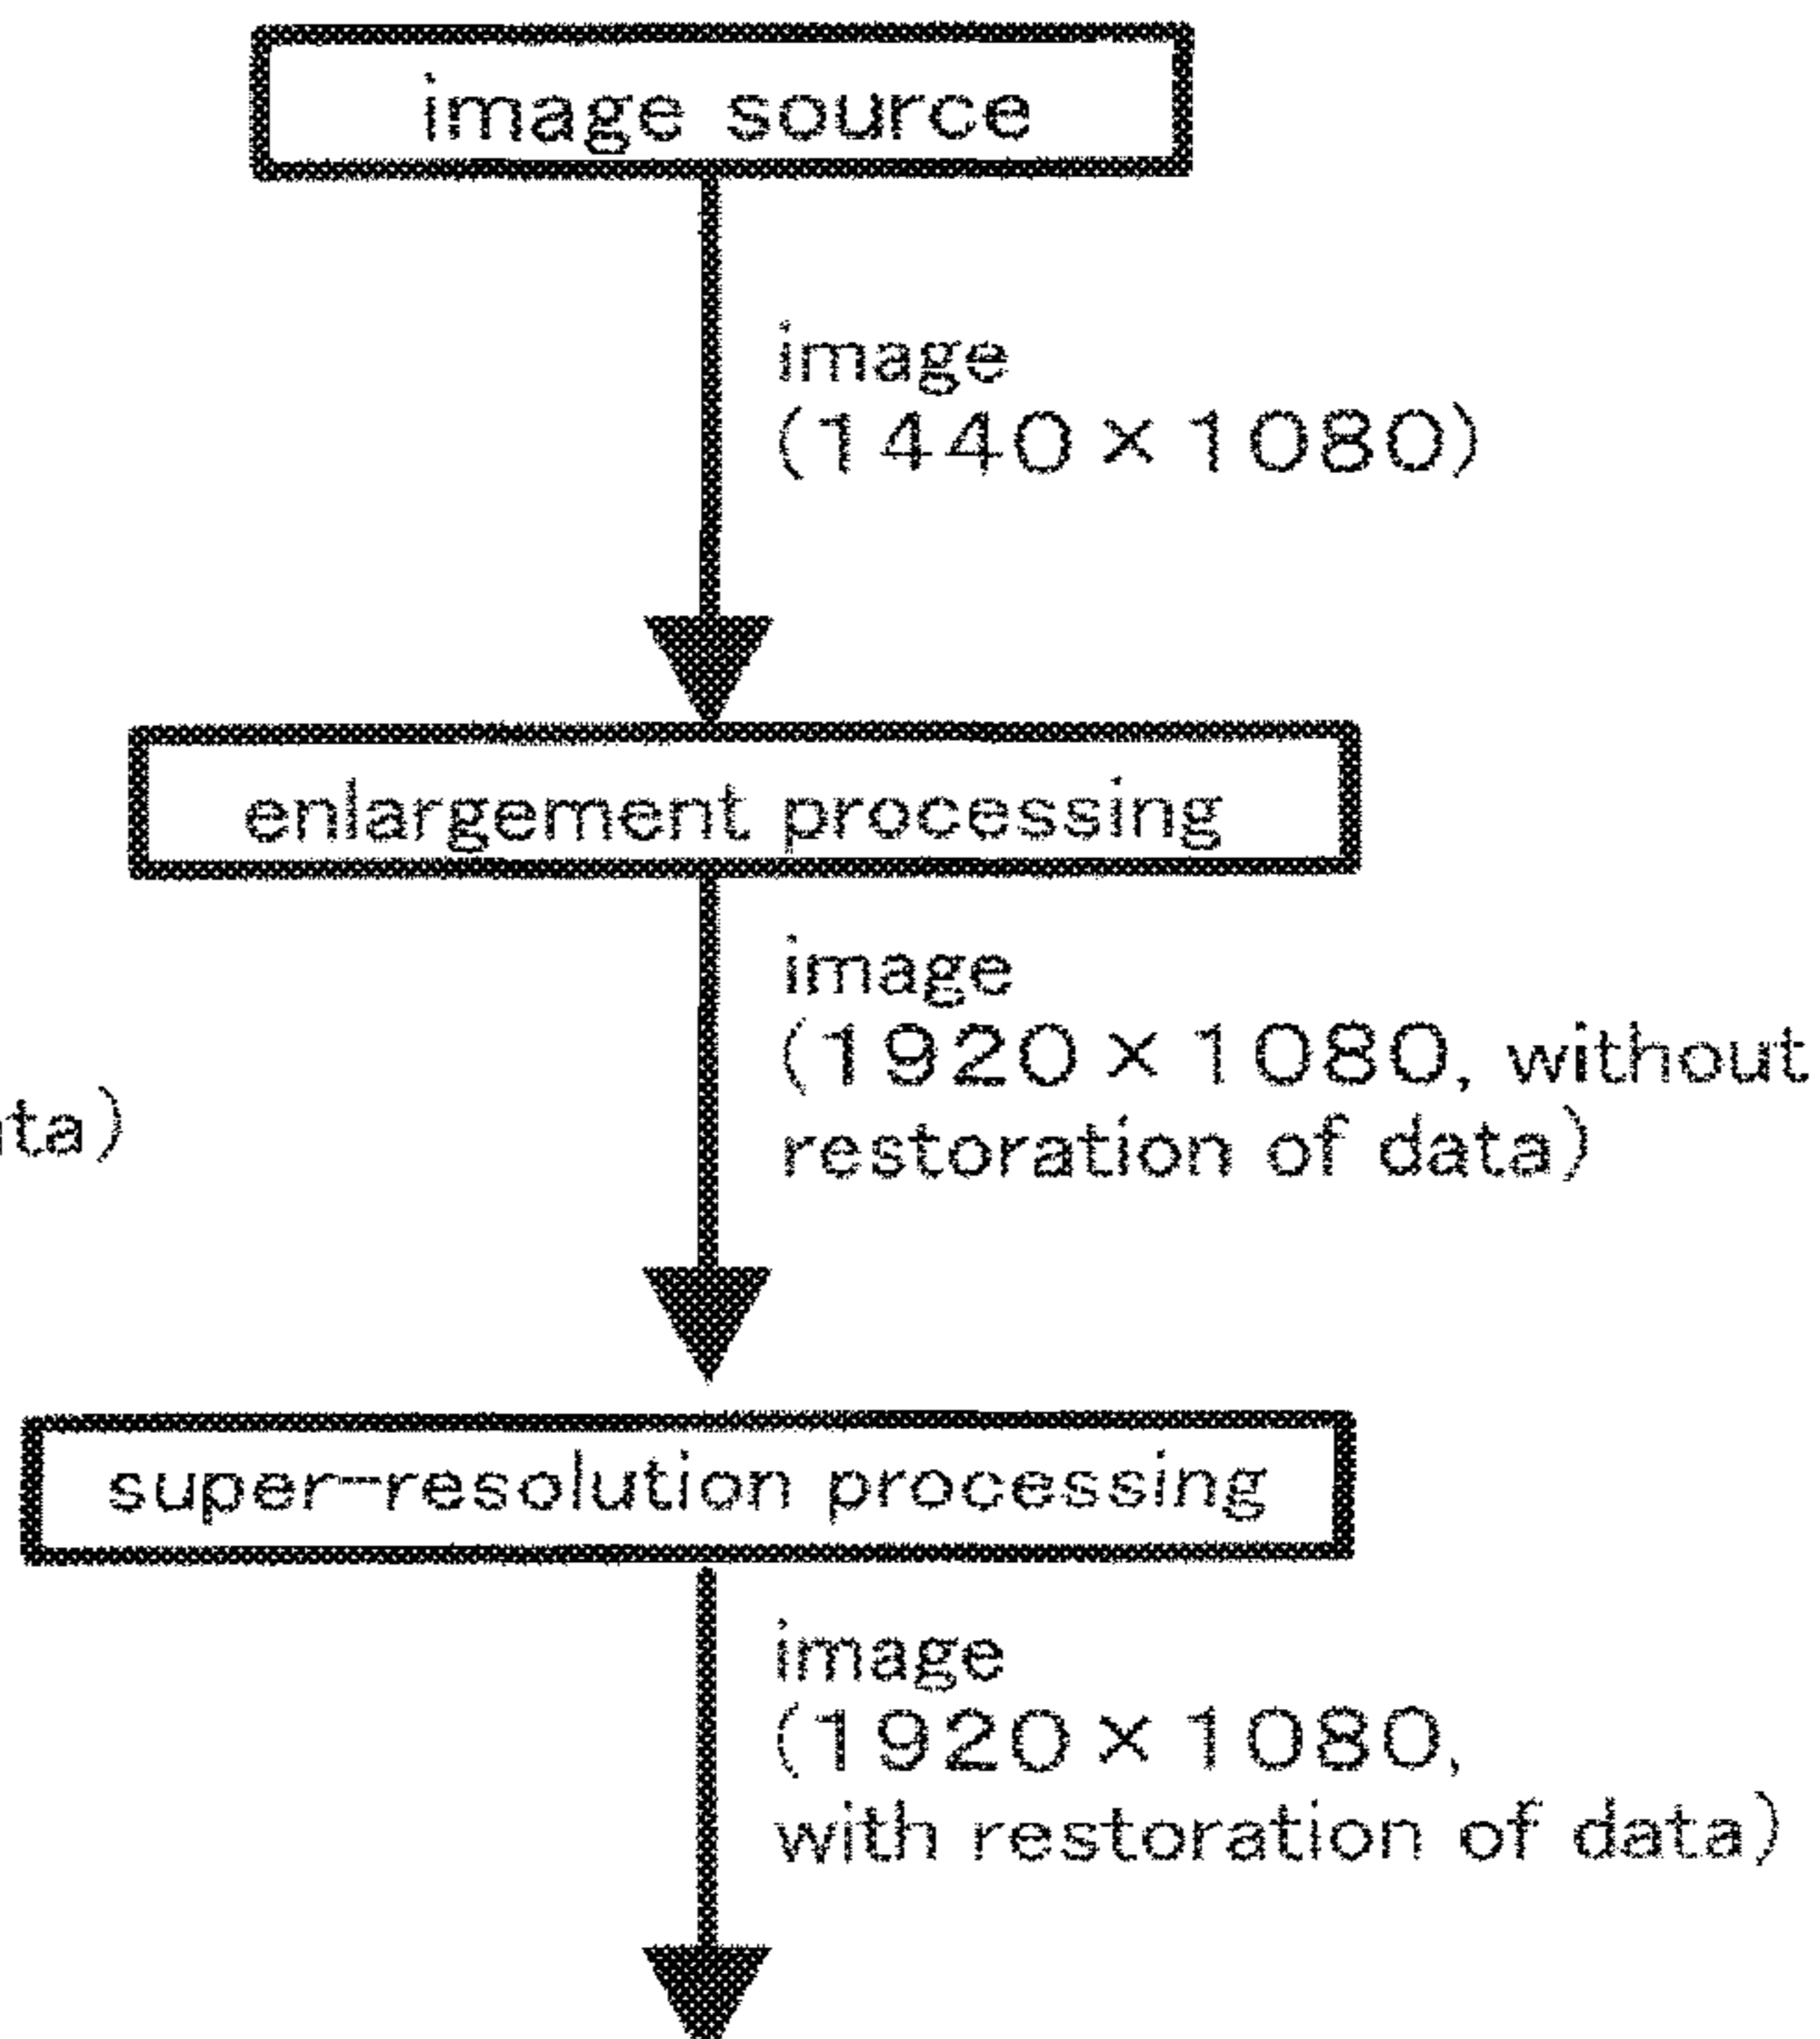 image source
image
(1440×1080)
enlargement processing
image
(1920×1080, without
restoration of data)
ta)
super-resolution processing
image
(1920×1080,
with restoration of data)